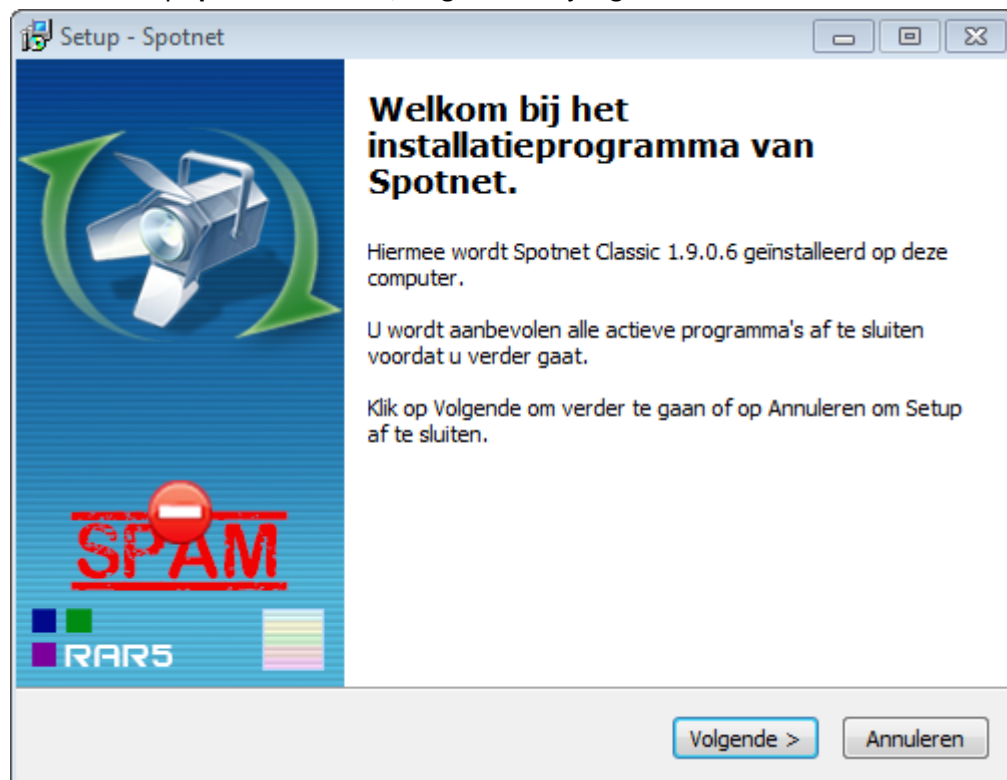 Setup - Spotnet
Welkom bij het
installatieprogramma van
Spotnet.
Hiermee wordt Spotnet Classic 1.9.0.6 geïnstalleerd op deze
computer.
U wordt aanbevolen alle actieve programma's af te sluiten
voordat u verder gaat.
Klik op Volgende om verder te gaan of op Annuleren om Setup
af te sluiten.
SPAM
RAR5
Volgende >
Annuleren